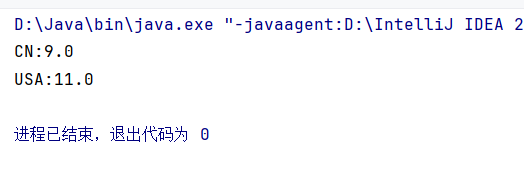 D:\Java\bin\java.exe "-javaagent:D:\IntelliJ IDEA 2
CN:9.0
USA:11.0
进程已结束，退出代码为 0